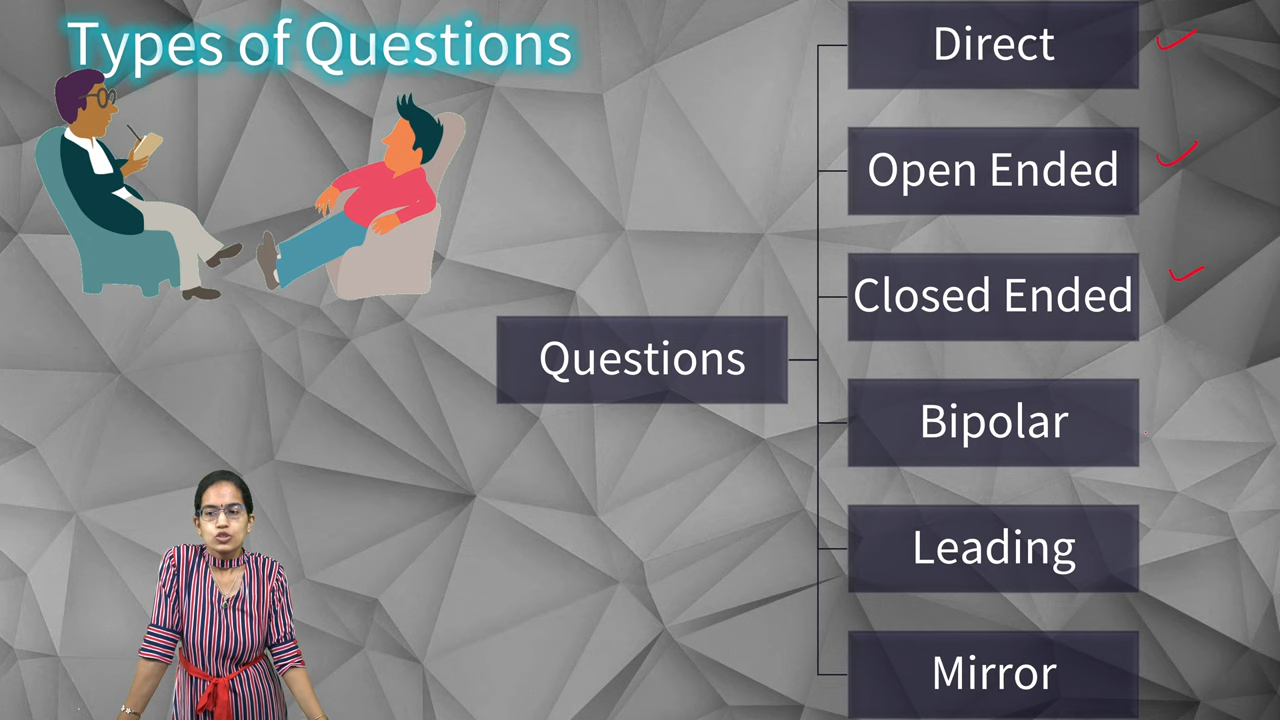 Types of Questions
Questions
Direct
Open Ended
Closed Ended
Bipolar
Leading
Mirror